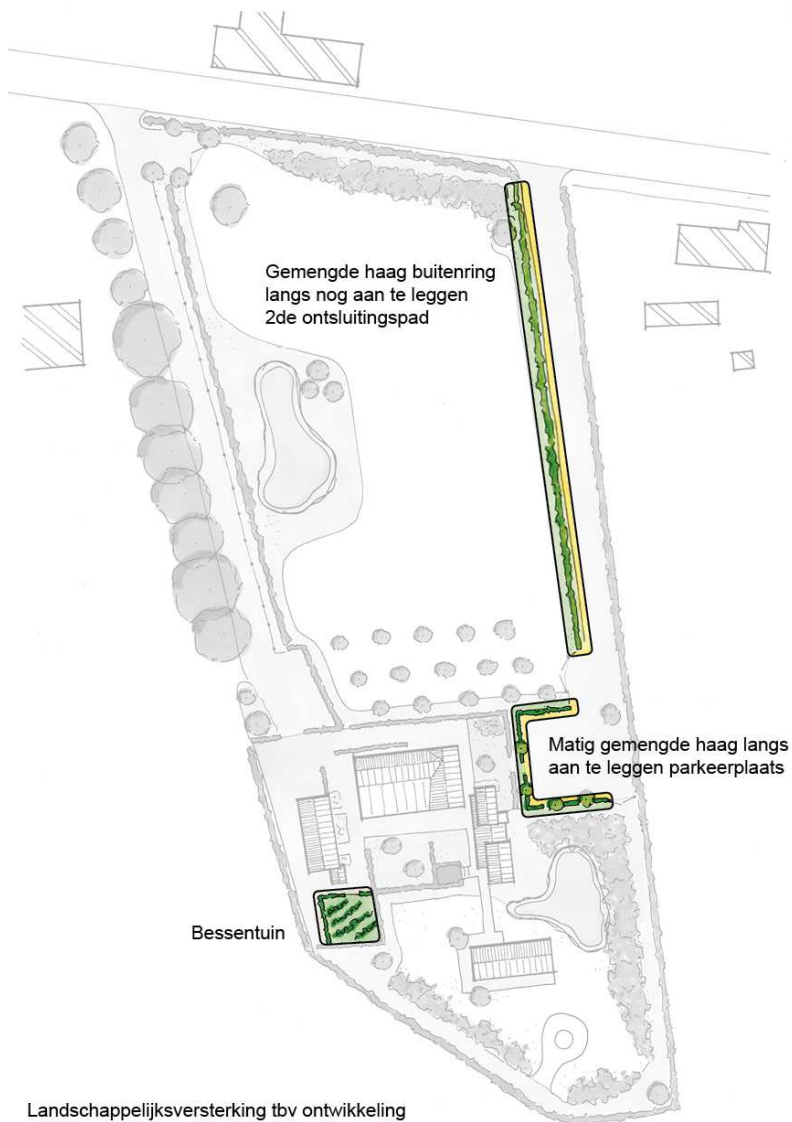 Gemengde haag buitenring
langs nog aan te leggen
2de ontsluitingspad
Matig gemengde haag langs
aan te leggen parkeerplaats
Bessentuin
Landschappelijksversterking tbv ontwikkeling